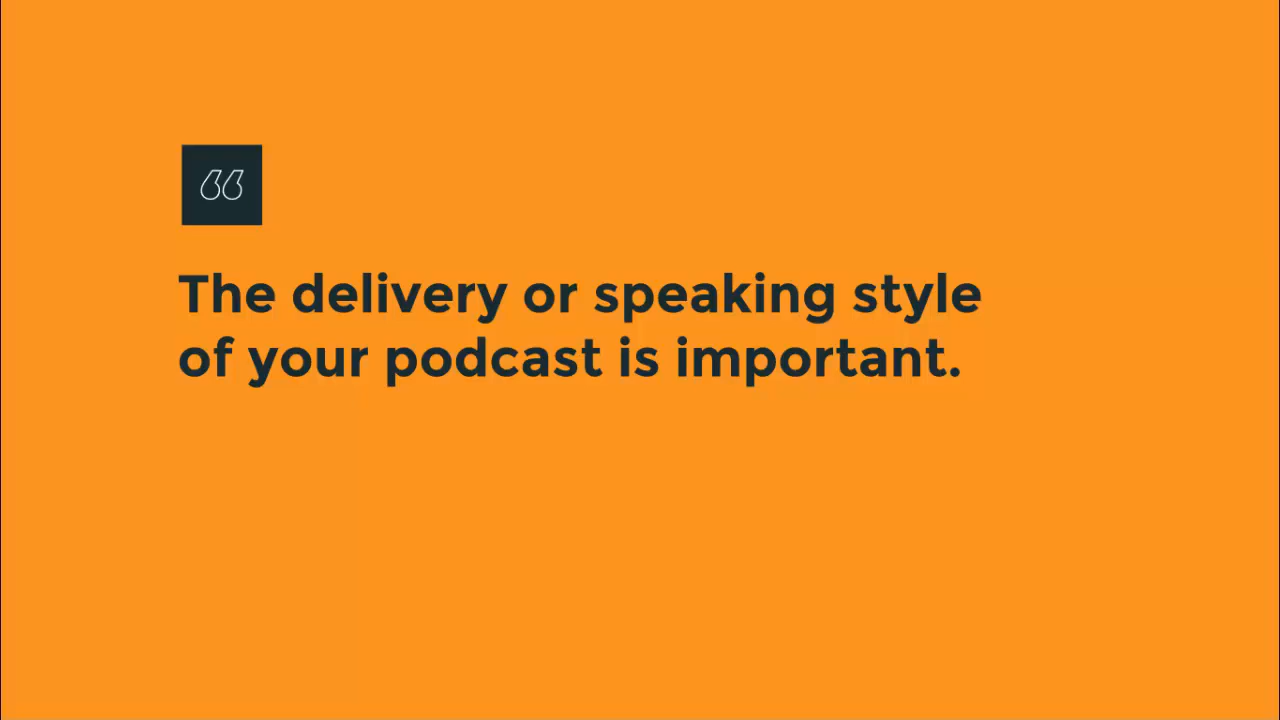 “
The delivery or speaking style
of your podcast is important.